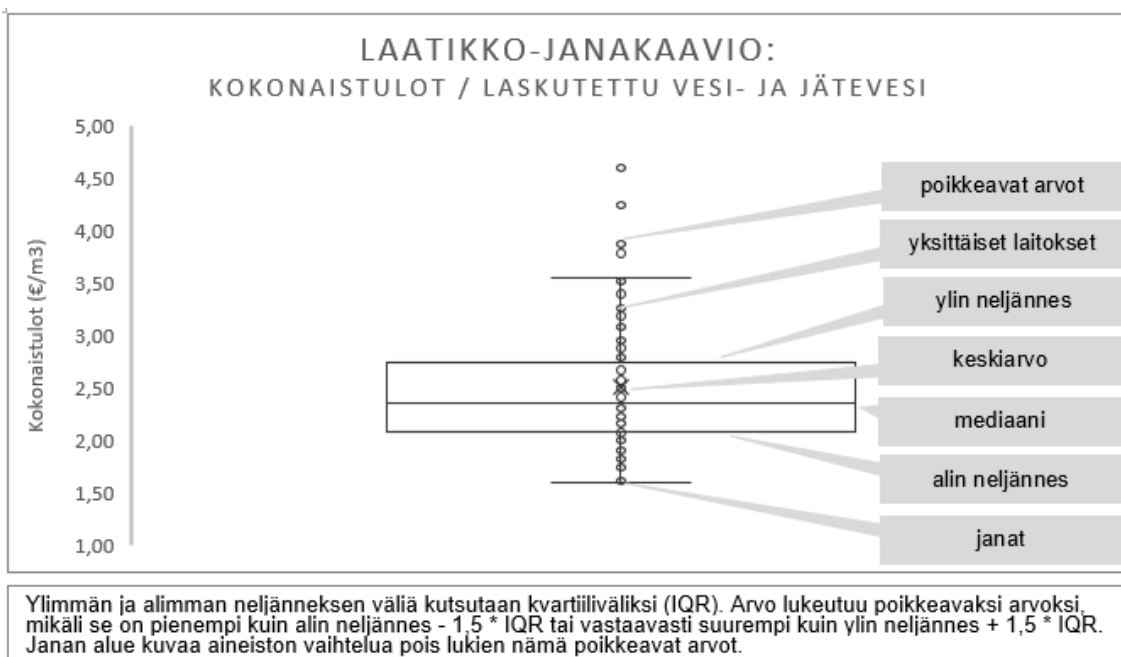 LAATIKKO-JANAKAAVIO:
KOKONAISTULOT / LASKUTETTU VESI- JA JÄTEVESI
Kokonaistulot (€/m3)
5,00
4,50
4,00
3,50
3,00
2,50
2,00
1,50
1,00
poikkeavat arvot
yksittäiset laitokset
ylin neljännes
keskiarvo
mediaani
alin neljännes
janat
Ylimmän ja alimman neljänneksen väliä kutsutaan kvartiiliväliksi (IQR). Arvo lukeutuu poikkeavaksi arvoksi,
mikäli se on pienempi kuin alin neljännes - 1,5 * IQR tai vastaavasti suurempi kuin ylin neljännes + 1,5 * IQR.
Janan alue kuvaa aineiston vaihtelua pois lukien nämä poikkeavat arvot.